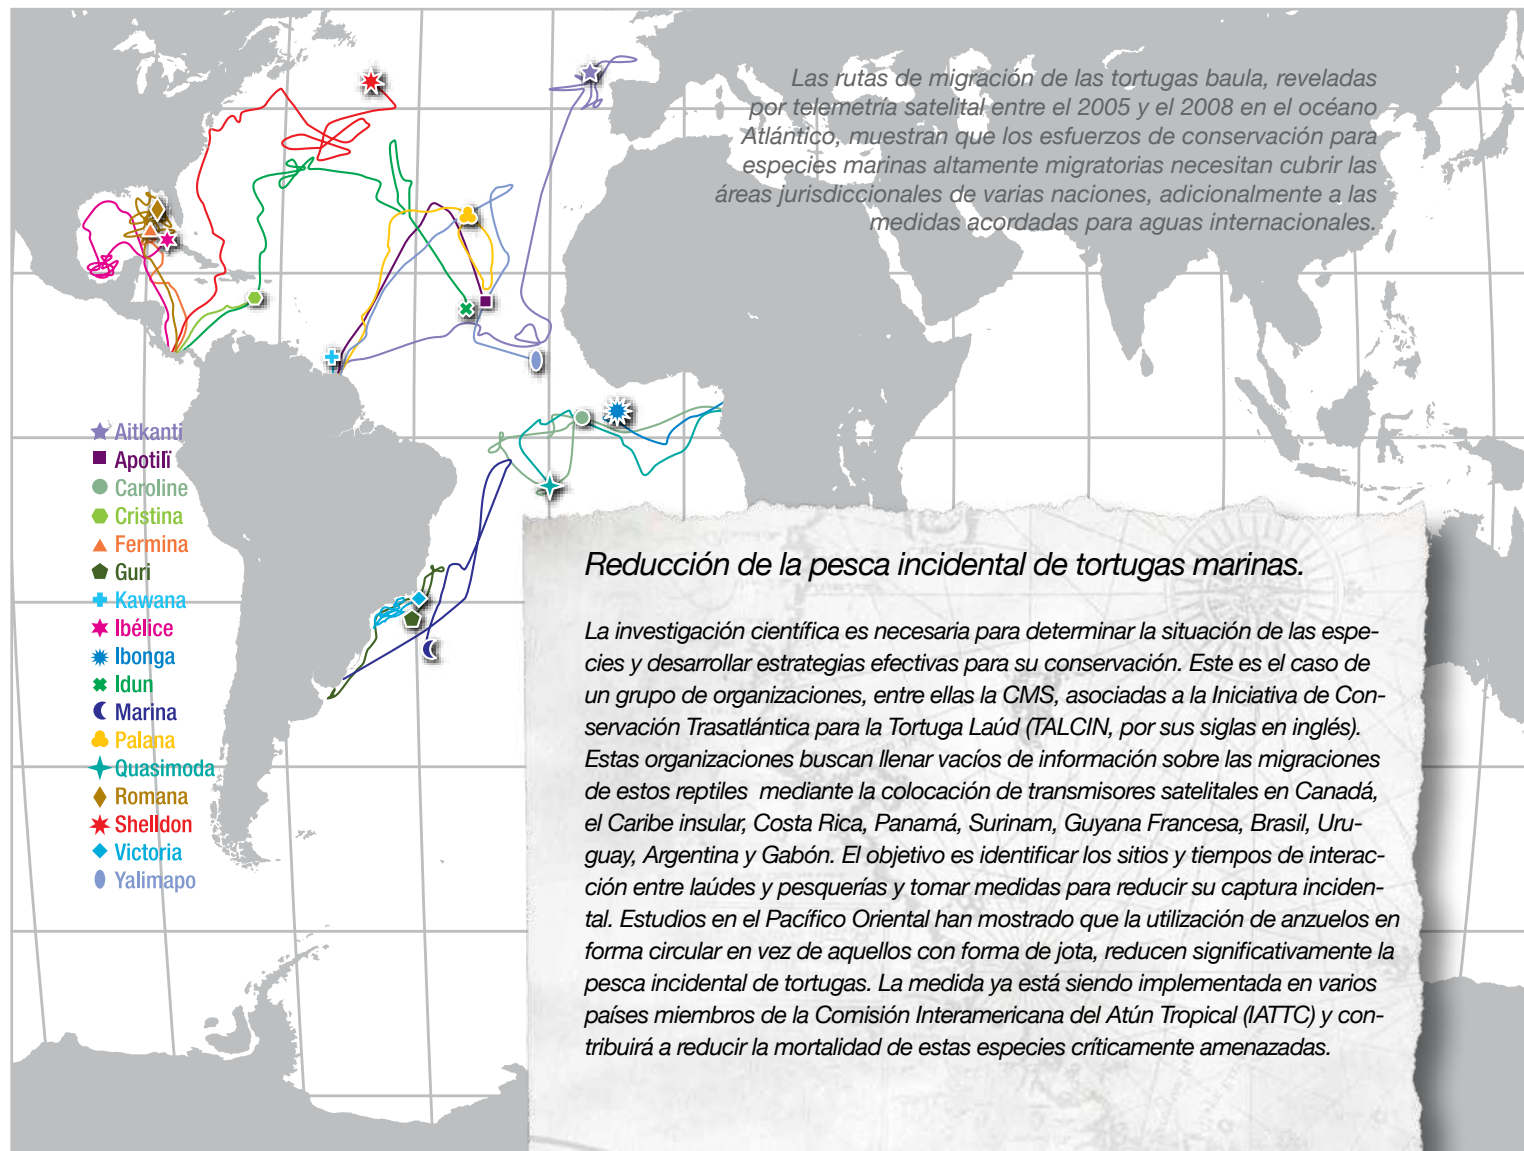 Las rutas de migración de las tortugas baula, reveladas
por telemetría satelital entre el 2005 y el 2008 en el océano
Atlántico, muestran que los esfuerzos de conservación para
especies marinas altamente migratorias necesitan cubrir las
áreas jurisdiccionales de varias naciones, adicionalmente a las
medidas acordadas para aguas internacionales.
Aitkanti
Apotilï
Caroline
Cristina
Fermina
Guri
Kawana
Ibélice
Ibonga
Idun
Marina
Palana
Quasimoda
Romana
Shelldon
Victoria
Yalimapo
Reducción de la pesca incidental de tortugas marinas.
La investigación científica es necesaria para determinar la situación de las espe-
cies y desarrollar estrategias efectivas para su conservación. Este es el caso de
un grupo de organizaciones, entre ellas la CMS, asociadas a la Iniciativa de Con-
servación Trasatlántica para la Tortuga Laúd (TALCIN, por sus siglas en inglés).
Estas organizaciones buscan llenar vacíos de información sobre las migraciones
de estos reptiles mediante la colocación de transmisores satelitales en Canadá,
el Caribe insular, Costa Rica, Panamá, Surinam, Guyana Francesa, Brasil, Uru-
guay, Argentina y Gabón. El objetivo es identificar los sitios y tiempos de interac-
ción entre laúdes y pesquerías y tomar medidas para reducir su captura inciden-
tal. Estudios en el Pacífico Oriental han mostrado que la utilización de anzuelos en
forma circular en vez de aquellos con forma de jota, reducen significativamente la
pesca incidental de tortugas. La medida ya está siendo implementada en varios
países miembros de la Comisión Interamericana del Atún Tropical (IATTC) y con-
tribuirá a reducir la mortalidad de estas especies críticamente amenazadas.